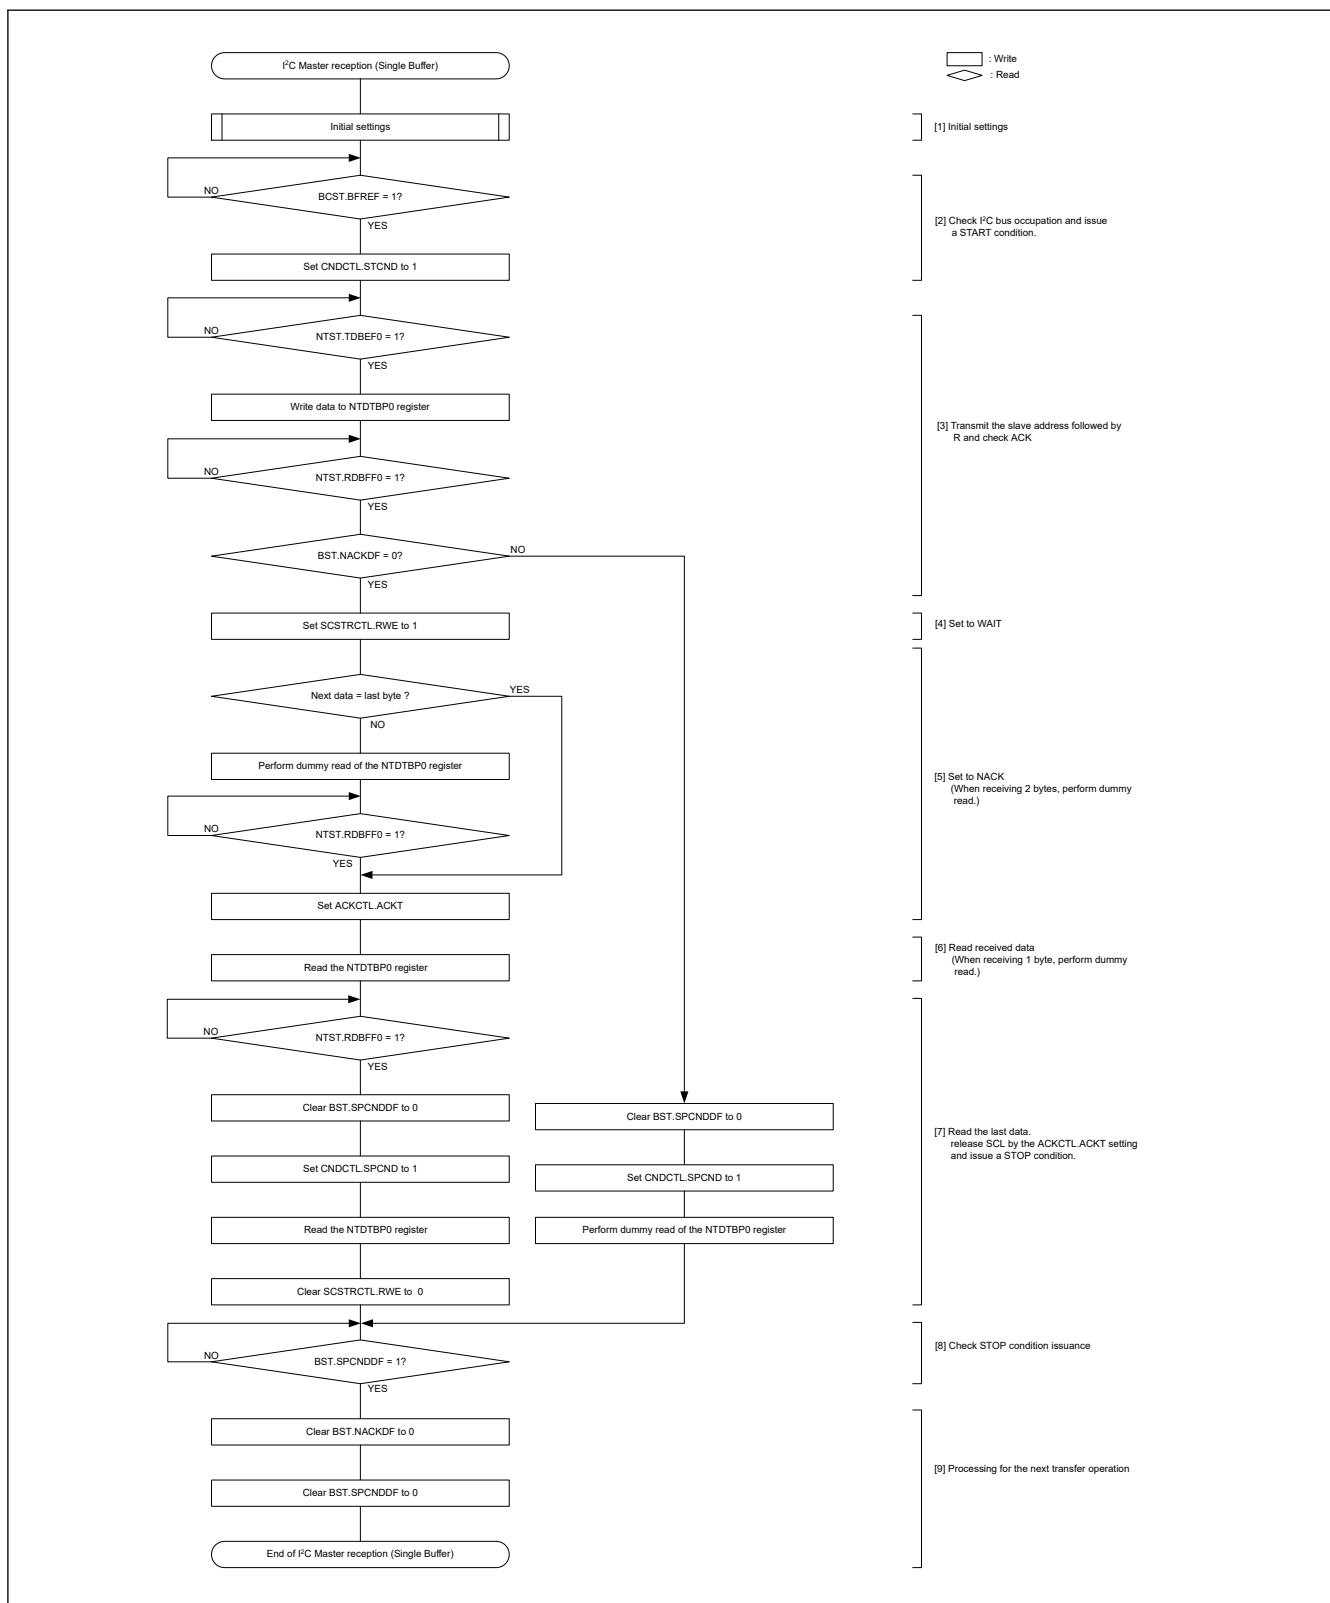 I²C Master reception (Single Buffer)
: Write
: Read
Initial settings
[1] Initial settings
NO
BCST.BFREF = 1?
YES
[2] Check I²C bus occupation and issue
a START condition.
Set CNDCTL.STCND to 1
NO
NTST.TDBEF0 = 1?
YES
Write data to NTDTBP0 register
[3] Transmit the slave address followed by
R and check ACK
NO
NTST.RDBFF0 = 1?
YES
BST.NACKDF = 0?
NO
YES
Set SCSTRCTL.RWE to 1
[4] Set to WAIT
Next data = last byte ?
YES
NO
Perform dummy read of the NTDTBP0 register
[5] Set to NACK
(When receiving 2 bytes, perform dummy
read.)
NO
NTST.RDBFF0 = 1?
YES
Set ACKCTL.ACKT
[6] Read received data
(When receiving 1 byte, perform dummy
read.)
Read the NTDTBP0 register
NO
NTST.RDBFF0 = 1?
YES
Clear BST.SPCNDDF to 0
Clear BST.SPCNDDF to 0
[7] Read the last data.
release SCL by the ACKCTL.ACKT setting
and issue a STOP condition.
Set CNDCTL.SPCND to 1
Set CNDCTL.SPCND to 1
Read the NTDTBP0 register
Perform dummy read of the NTDTBP0 register
Clear SCSTRCTL.RWE to 0
NO
BST.SPCNDDF = 1?
YES
[8] Check STOP condition issuance
Clear BST.NACKDF to 0
[9] Processing for the next transfer operation
Clear BST.SPCNDDF to 0
End of I²C Master reception (Single Buffer)